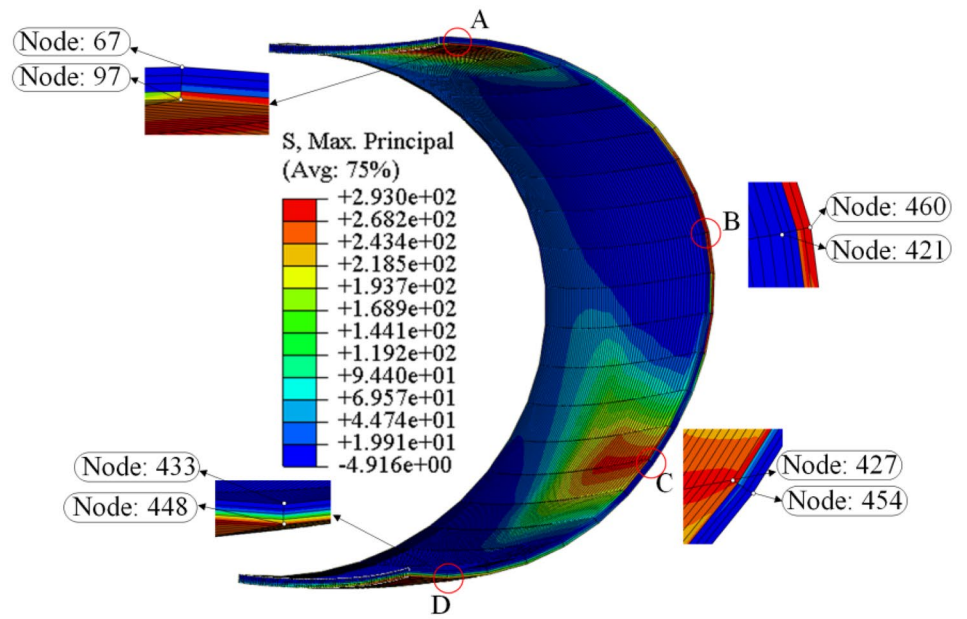 A
Node: 67
Node: 97
S, Max. Principal
(Avg: 75%)
+2.930e+02
+2.682e+02
+2.434e+02
+2.185e+02
+1.937e+02
+1.689e+02
+1.441e+02
+1.192e+02
+9.440e+01
+6.957e+01
+4.474e+01
+1.991e+01
-4.916e+00
B
Node: 460
Node: 421
Node: 433
Node: 448
C
Node: 427
Node: 454
D